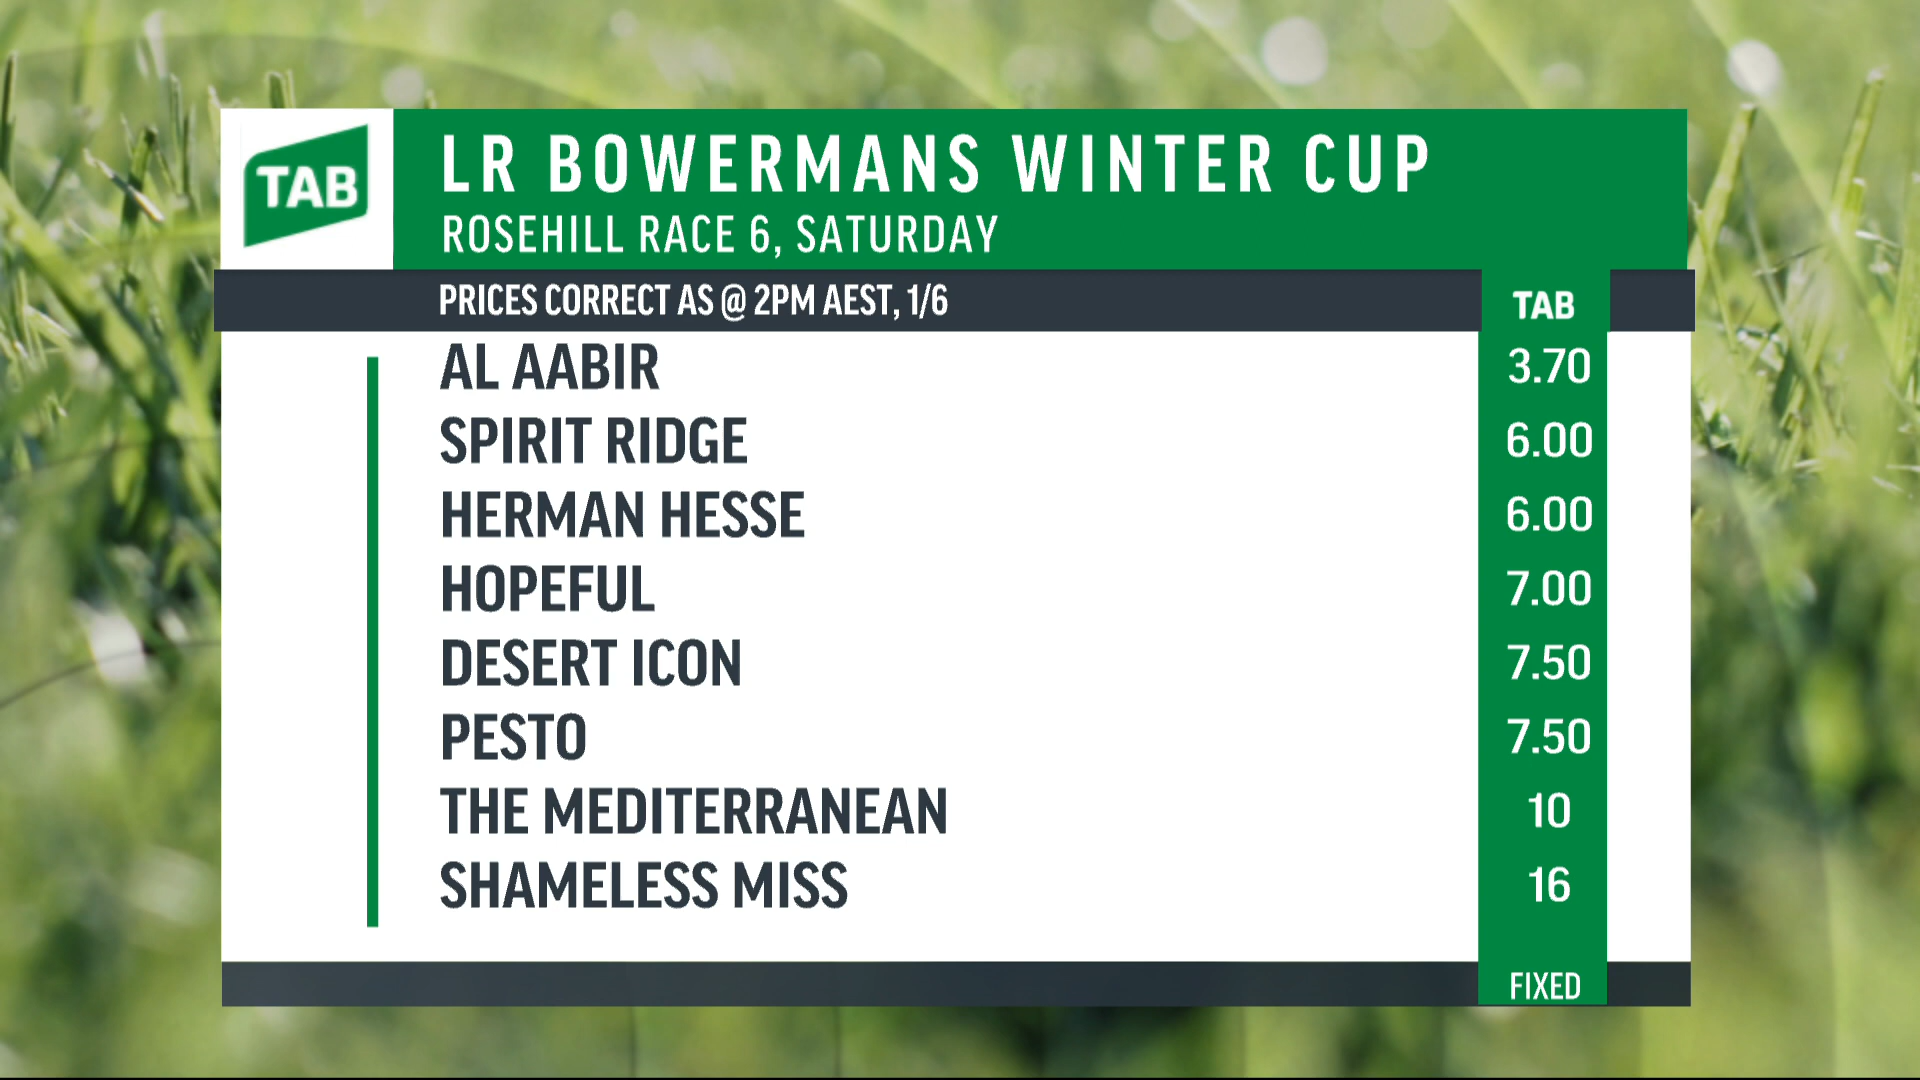 TAB
LR BOWERMANS WINTER CUP
ROSEHILL RACE 6, SATURDAY
PRICES CORRECT AS @ 2PM AEST, 1/6 TAB
AL AABIR 3.70
SPIRIT RIDGE 6.00
HERMAN HESSE 6.00
HOPEFUL 7.00
DESERT ICON 7.50
PESTO 7.50
THE MEDITERRANEAN 10
SHAMELESS MISS 16
FIXED